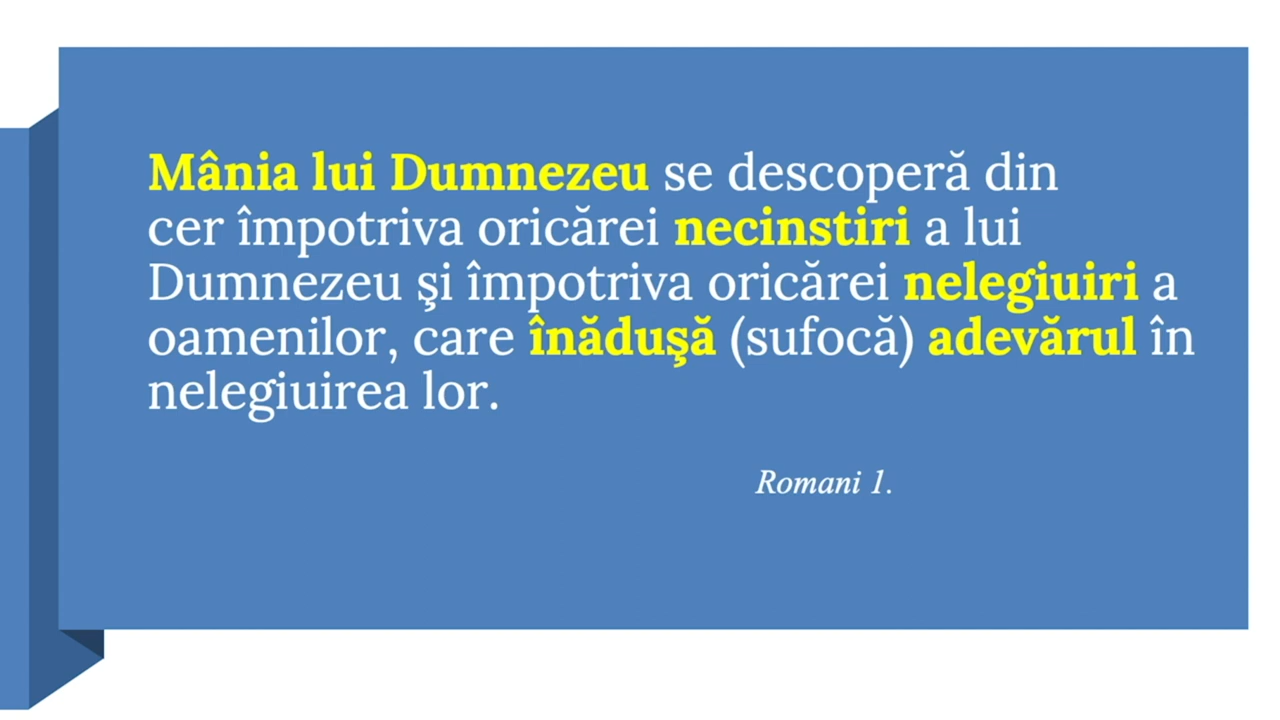 Mânia lui Dumnezeu se descoperă din
cer împotriva oricărei necinstiri a lui
Dumnezeu şi împotriva oricărei nelegiuiri a
oamenilor, care înăduşă (sufocă) adevărul în
nelegiuirea lor.
Romani 1.